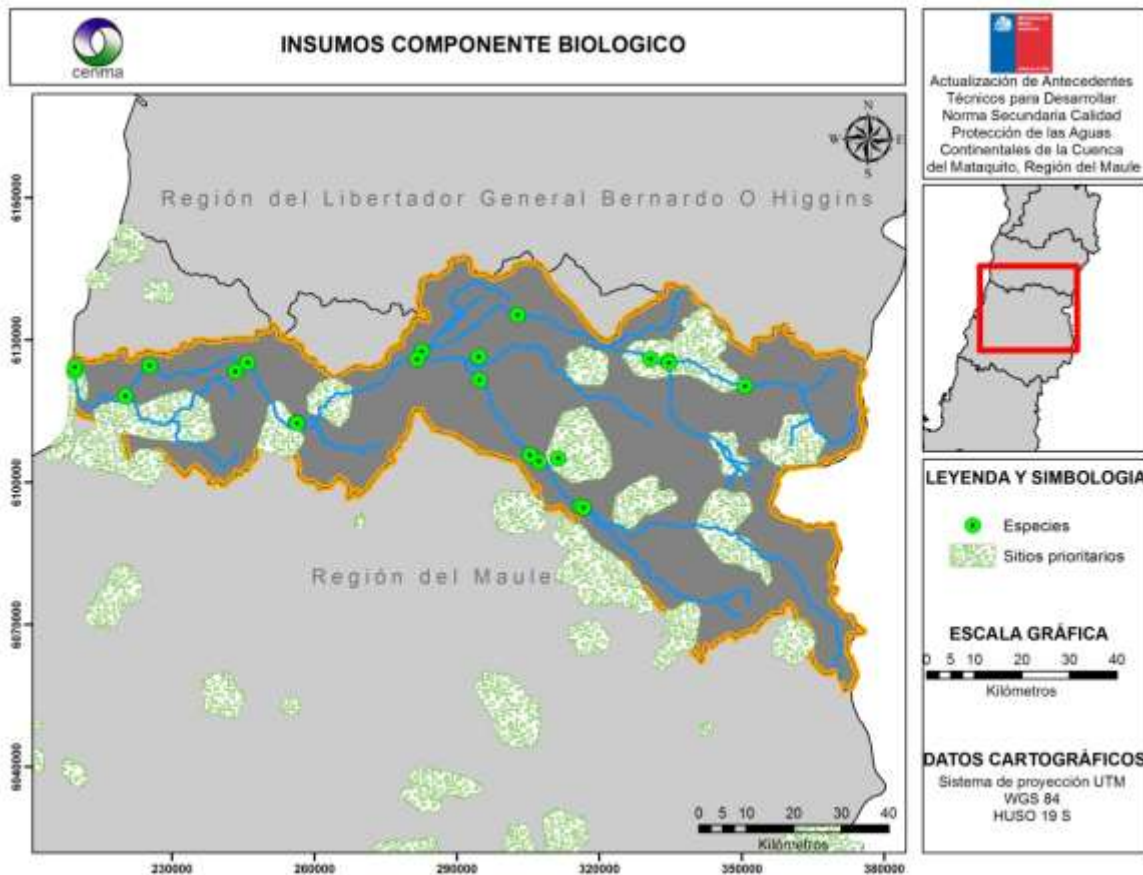 cenma
INSUMOS COMPONENTE BIOLOGICO
Actualización de Antecedentes
Técnicos para Desarrollar
Norma Secundaria Calidad
Protección de las Aguas
Continentales de la Cuenca
del Mataquito, Región del Maule
N
W E
S
Región del Libertador General Bernardo O Higgins
Región del Maule
6160000
6130000
6100000
6070000
6040000
230000 260000 290000 320000 350000 380000
0 5 10 20 30 40
Kilómetros
LEYENDA Y SIMBOLOGIA
Especies
Sitios prioritarios
ESCALA GRÁFICA
0 5 10 20 30 40
Kilómetros
DATOS CARTOGRÁFICOS
Sistema de proyección UTM
WGS 84
HUSO 19 S